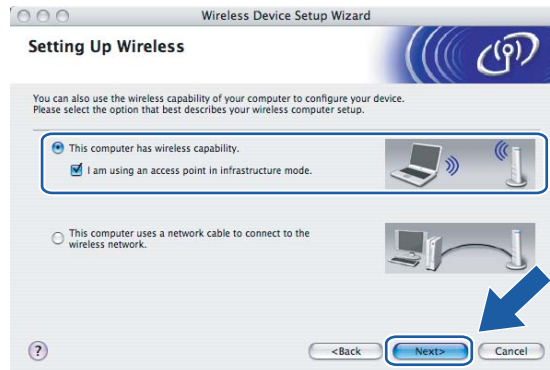 Wireless Device Setup Wizard
Setting Up Wireless
You can also use the wireless capability of your computer to configure your device.
Please select the option that best describes your wireless computer setup.
This computer has wireless capability.
I am using an access point in infrastructure mode.
This computer uses a network cable to connect to the
wireless network.
?
<Back
Next>
Cancel